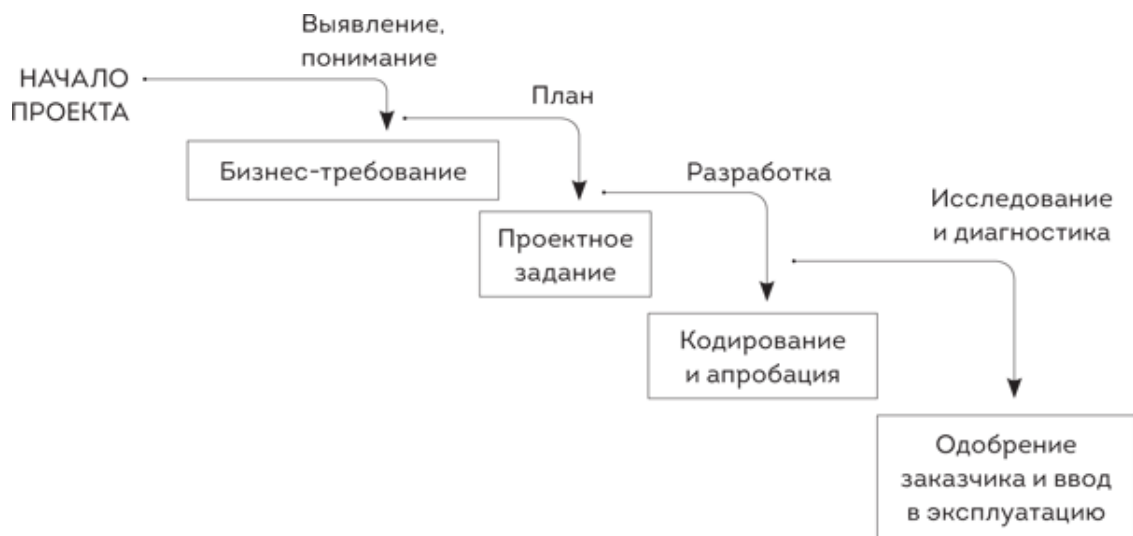 Выявление,
понимание
НАЧАЛО
ПРОЕКТА
План
Бизнес-требование
Разработка
Проектное
задание
Исследование
и диагностика
Кодирование
и апробация
Одобрение
заказчика и ввод
в эксплуатацию